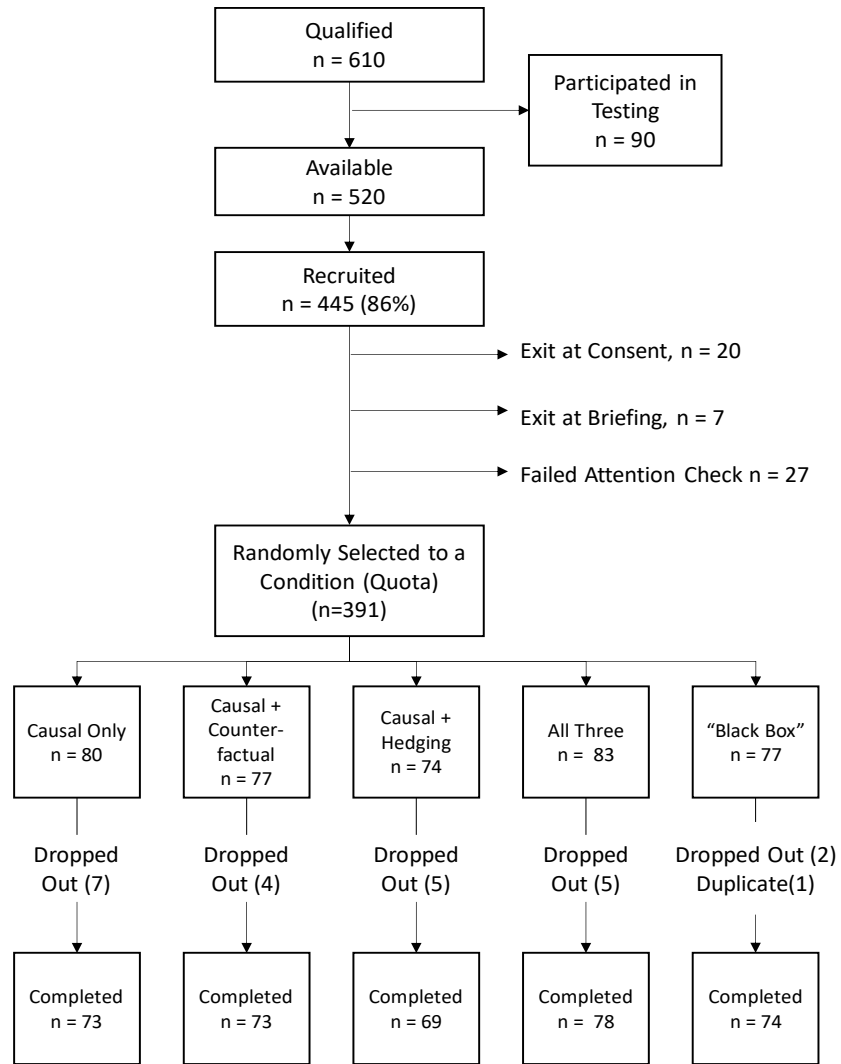 Qualified
n = 610
Participated in
Testing
n = 90
Available
n = 520
Recruited
n = 445 (86%)
Exit at Consent, n = 20
Exit at Briefing, n = 7
Failed Attention Check n = 27
Randomly Selected to a
Condition (Quota)
(n=391)
Causal Only
n = 80
Causal +
Counter-
factual
n = 77
Causal +
Hedging
n = 74
All Three
n = 83
“Black Box”
n = 77
Dropped
Out (7)
Dropped
Out (4)
Dropped
Out (5)
Dropped
Out (5)
Dropped Out (2)
Duplicate(1)
Completed
n = 73
Completed
n = 73
Completed
n = 69
Completed
n = 78
Completed
n = 74